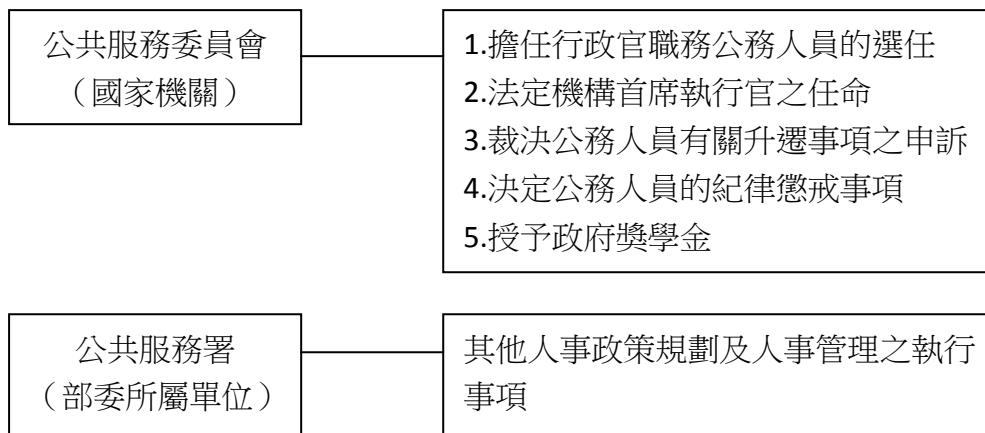 公共服務委員會
（國家機關）
1.擔任行政官職務公務人員的選任
2.法定機構首席執行官之任命
3.裁決公務人員有關升遷事項之申訴
4.決定公務人員的紀律懲戒事項
5.授予政府獎學金
公共服務署
（部委所屬單位）
其他人事政策規劃及人事管理之執行
事項